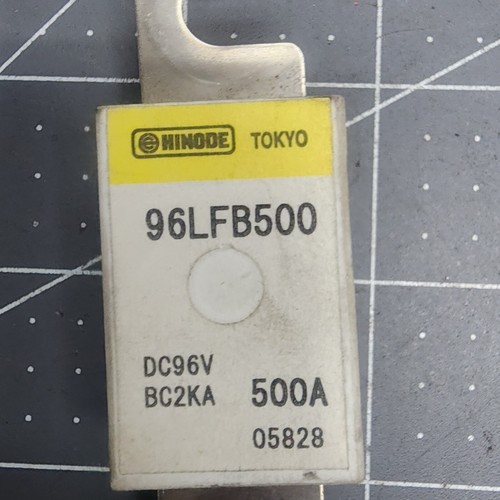 HINODE TOKYO
96LFB500
DC96V
BC2KA 500A
05828